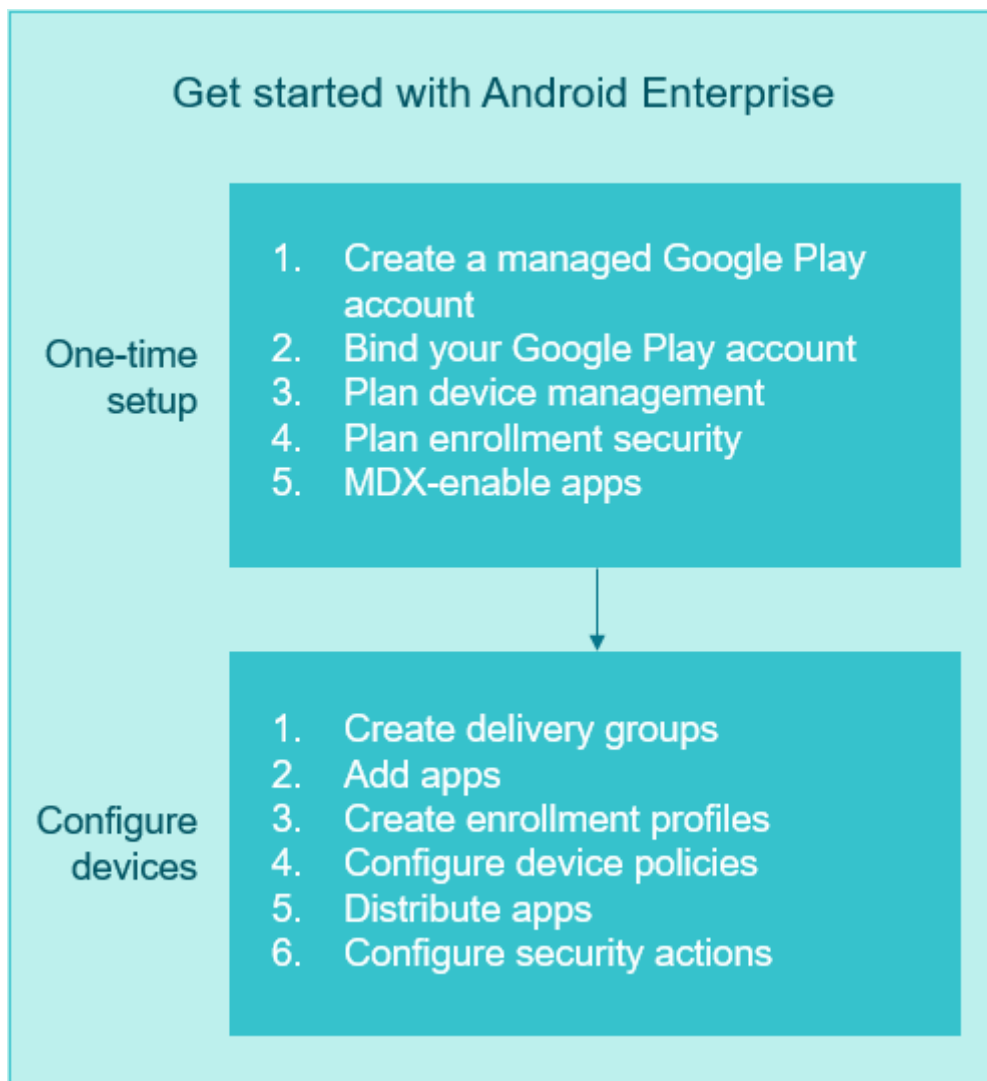 Get started with Android Enterprise
One-time
setup
1. Create a managed Google Play
account
2. Bind your Google Play account
3. Plan device management
4. Plan enrollment security
5. MDX-enable apps
Configure
devices
1. Create delivery groups
2. Add apps
3. Create enrollment profiles
4. Configure device policies
5. Distribute apps
6. Configure security actions